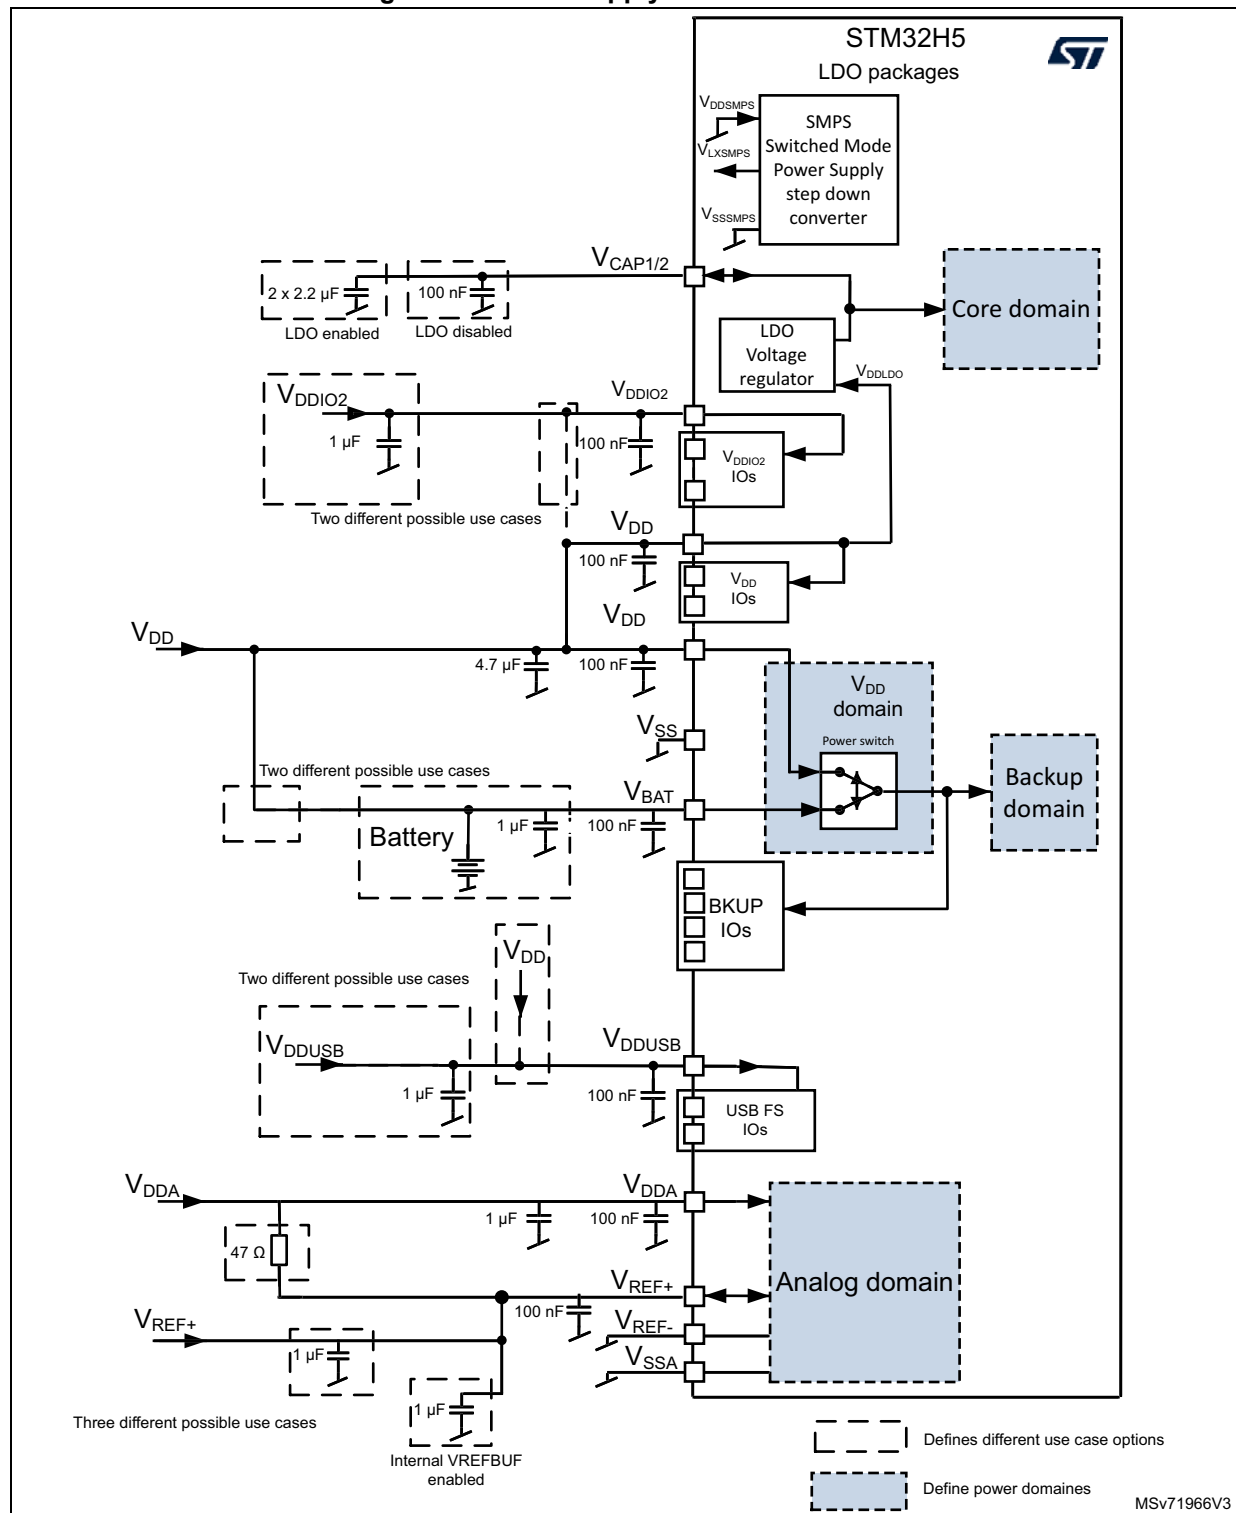 STM32H5
LDO packages
ST
VDDSMPS
SMPS
Switched Mode
Power Supply
step down
converter
VLXSMPS
VSSSMPS
VCAP1/2
2 x 2.2 µF
100 nF
LDO enabled
LDO disabled
Core domain
LDO
Voltage
regulator
VDDLDO
VDDIO2
VDDIO2
1 µF
100 nF
VDDIO2
IOs
Two different possible use cases
VDD
100 nF
VDD
IOs
VDD
VDD
4.7 µF
100 nF
VDD
domain
Power switch
VSS
Backup
domain
Two different possible use cases
VBAT
Battery
1 µF
100 nF
BKUP
IOs
VDD
Two different possible use cases
VDDUSB
VDDUSB
1 µF
100 nF
USB FS
IOs
VDDA
VDDA
1 µF
100 nF
47 Ω
Analog domain
VREF+
100 nF
VREF+
VREF-
1 µF
VSSA
1 µF
Three different possible use cases
Internal VREFBUF
enabled
Defines different use case options
Define power domaines
MSv71966V3